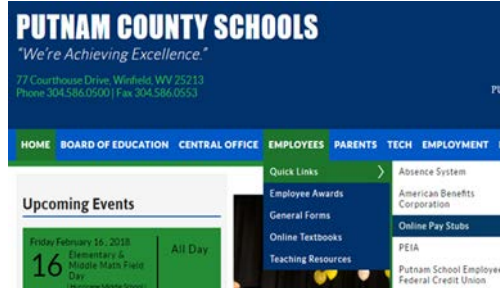 PUTNAM COUNTY SCHOOLS
"We're Achieving Excellence."
77 Courthouse Drive, Winfield, WV 25213
Phone 304.586.0500 | Fax 304.586.0553
PU
HOME BOARD OF EDUCATION CENTRAL OFFICE EMPLOYEES PARENTS TECH EMPLOYMENT
Quick Links
Employee Awards
General Forms
Online Textbooks
Teaching Resources
Absence System
American Benefits
Corporation
Online Pay Stubs
PEIA
Putnam School Employee
Federal Credit Union
Upcoming Events
Friday February 16, 2018
16
Elementary &
Middle Math Field
Day
All Day